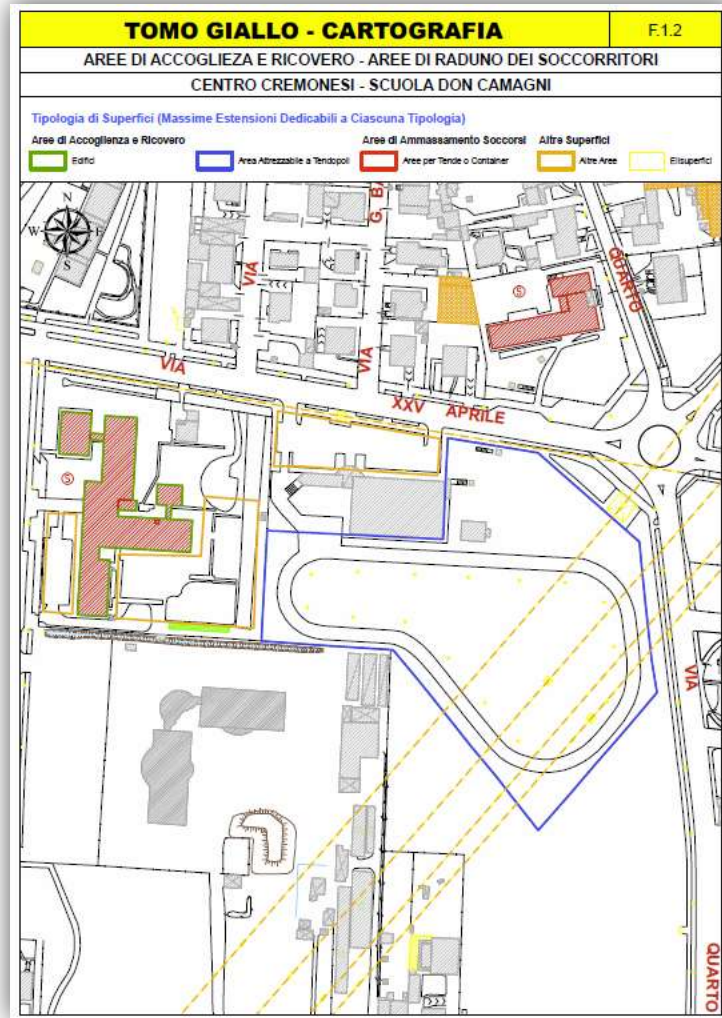 TOMO GIALLO - CARTOGRAFIA
F.1.2
AREE DI ACCOGLIEZA E RICOVERO - AREE DI RADUNO DEI SOCCORRITORI
CENTRO CREMONESI - SCUOLA DON CAMAGNI
Tipologia di Superfici (Massime Estensioni Dedicabili a Ciascuna Tipologia)
Aree di Accoglienza e Ricovero
Aree di Ammassamento Soccorsi
Altre Superfici
Edifici
Area Attrezzabile a Tendopoli
Aree per Tende o Container
Altre Aree
Elisuperfici
N
W
E
S
G. B.
VIA
QUARTO
S
VIA
VIA
XXV APRILE
S
VIA
QUARTO